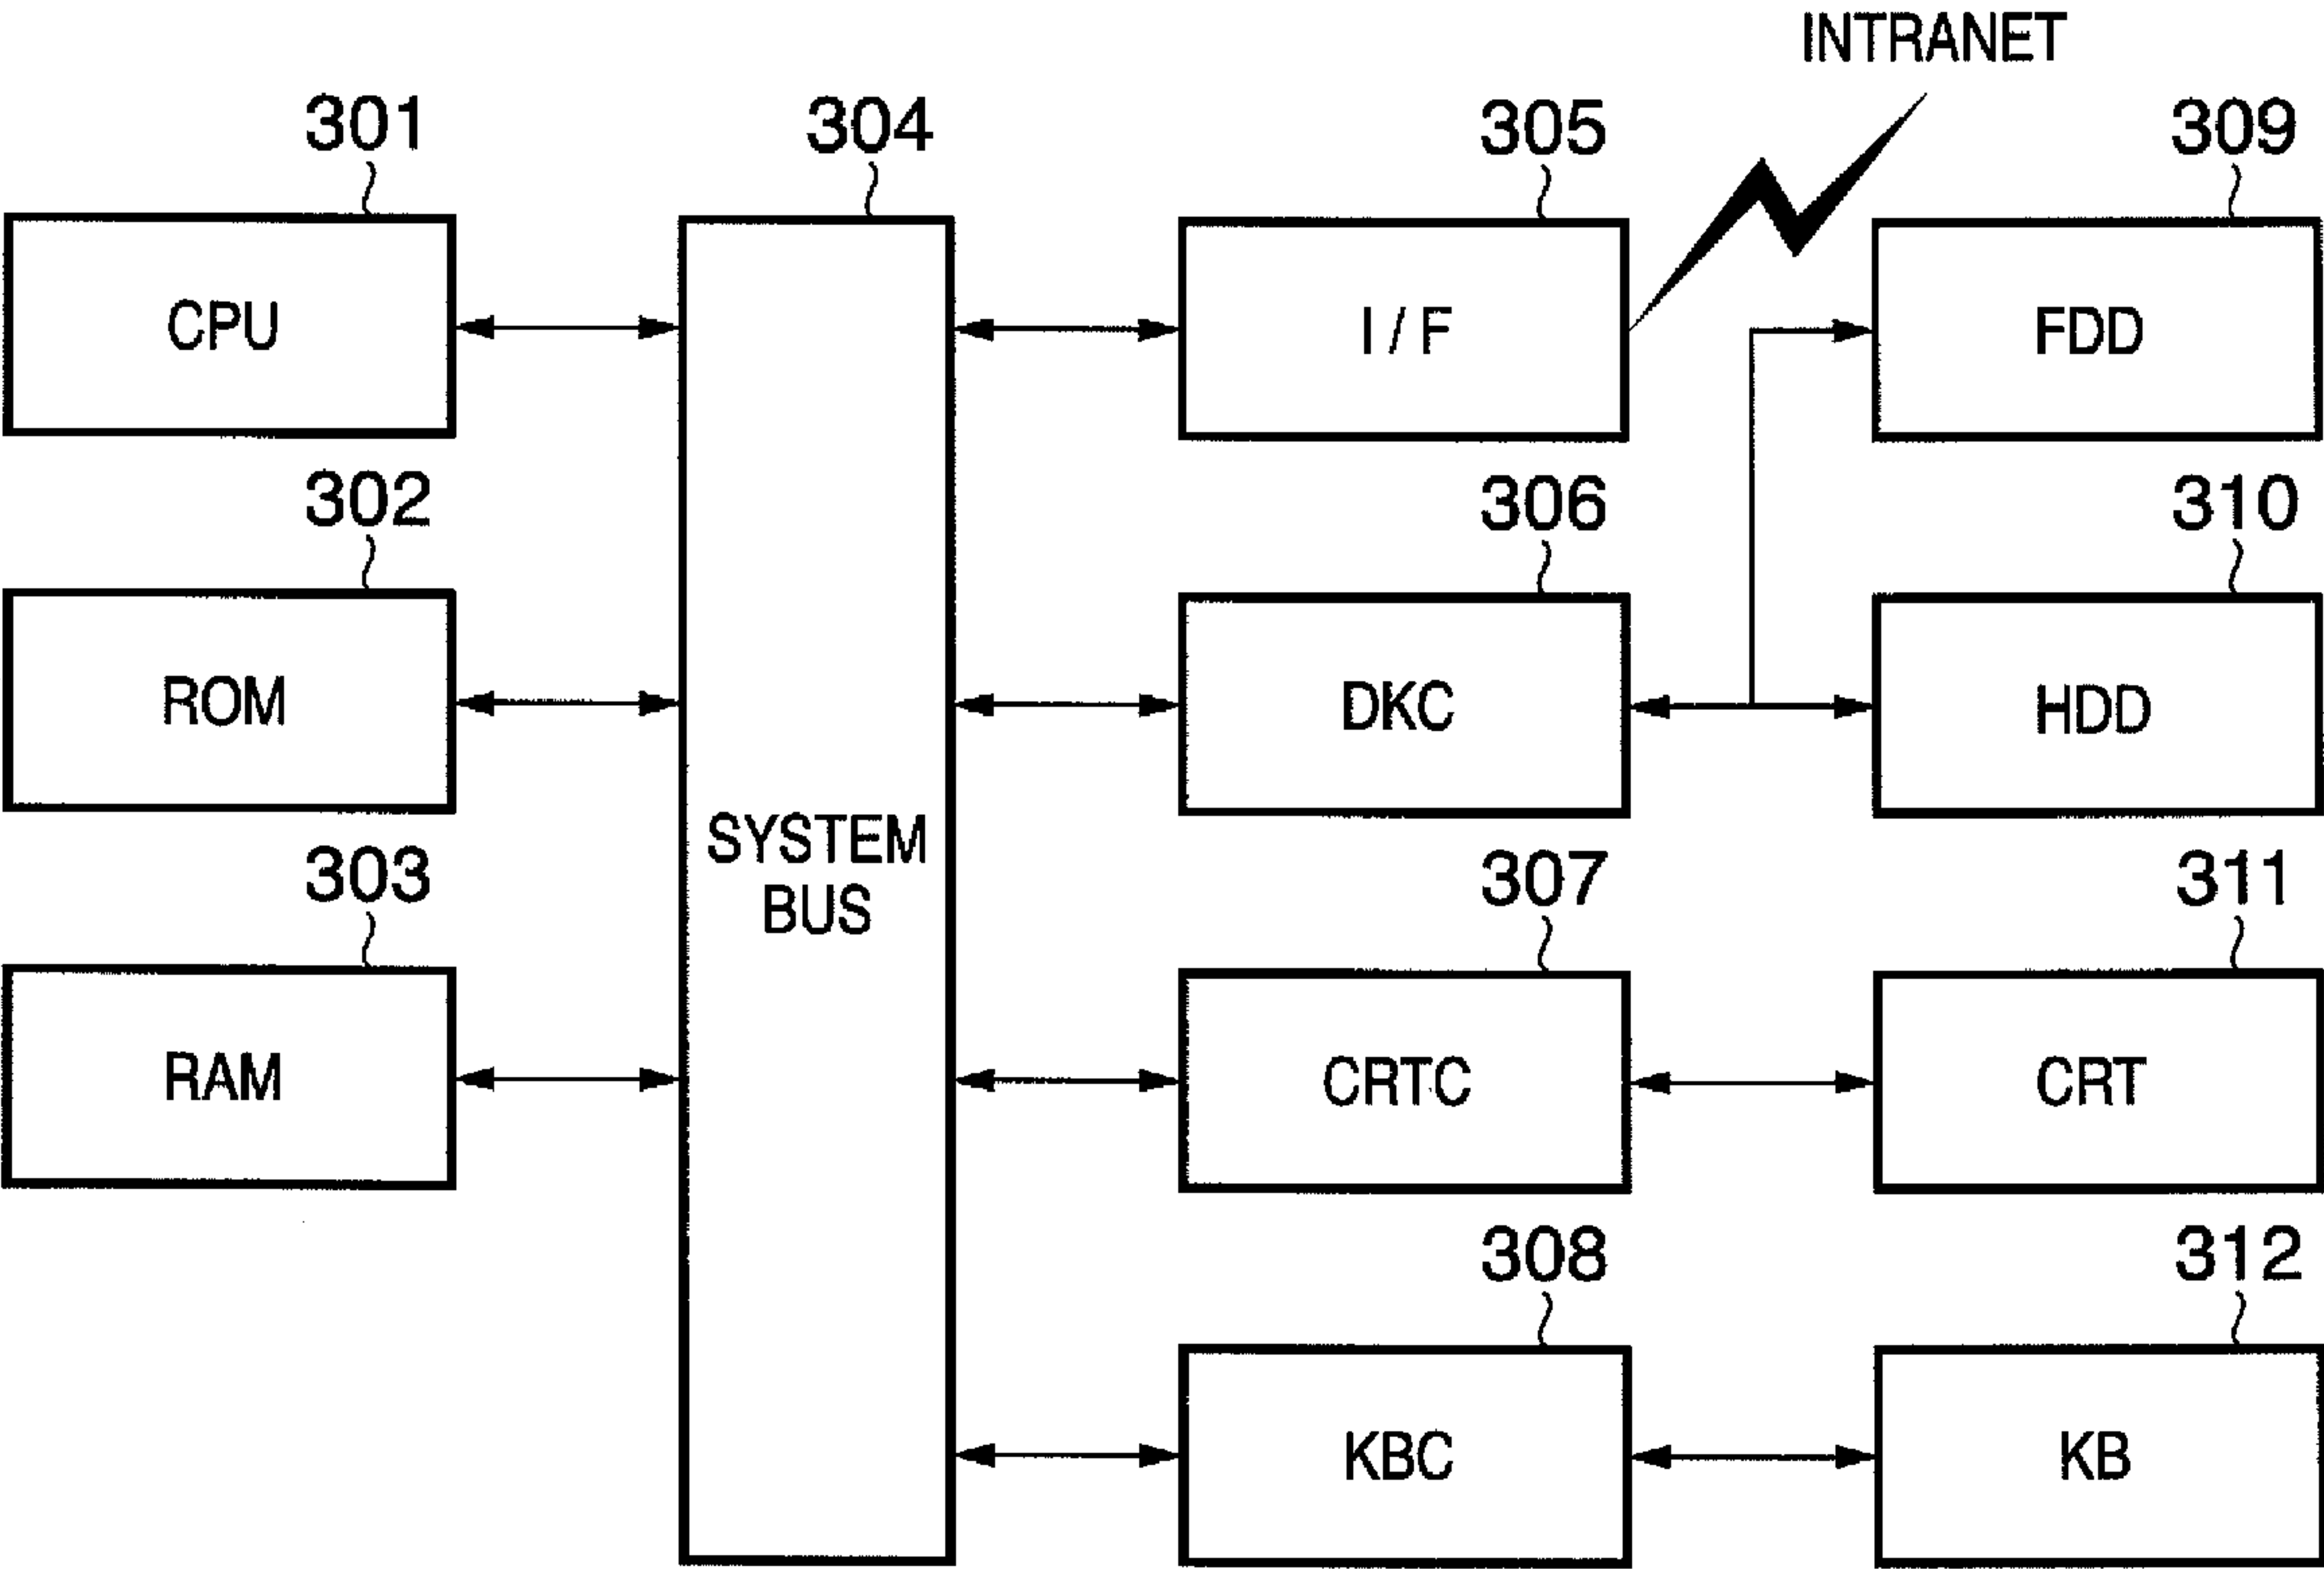 INTRANET
301
304
305
309
CPU
I / F
FDD
302
306
310
ROM
DKC
HDD
SYSTEM
BUS
303
307
311
RAM
CRTC
CRT
308
312
KBC
KB